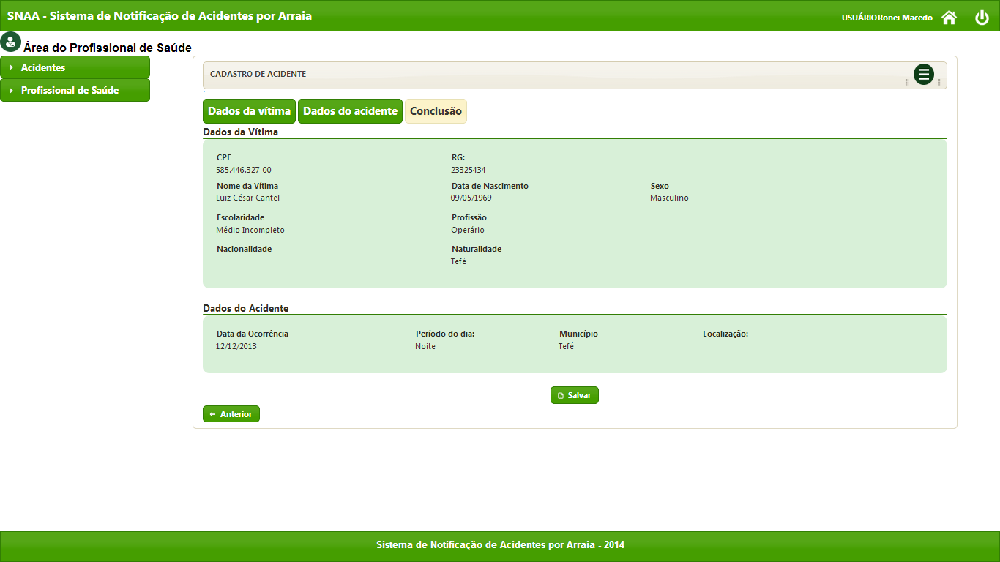 SNAA - Sistema de Notificação de Acidentes por Arraia
USUÁRIORonei Macedo
Área do Profissional de Saúde
Acidentes
Profissional de Saúde
CADASTRO DE ACIDENTE
Dados da vítima Dados do acidente Conclusão
Dados da Vítima
CPF RG:
585.446.327-00 23325434
Nome da Vítima Data de Nascimento Sexo
Luiz César Cantel 09/05/1969 Masculino
Escolaridade Profissão
Médio Incompleto Operário
Nacionalidade Naturalidade
Tefé
Dados do Acidente
Data da Ocorrência Período do dia: Município Localização:
12/12/2013 Noite Tefé
Salvar
Anterior
Sistema de Notificação de Acidentes por Arraia - 2014